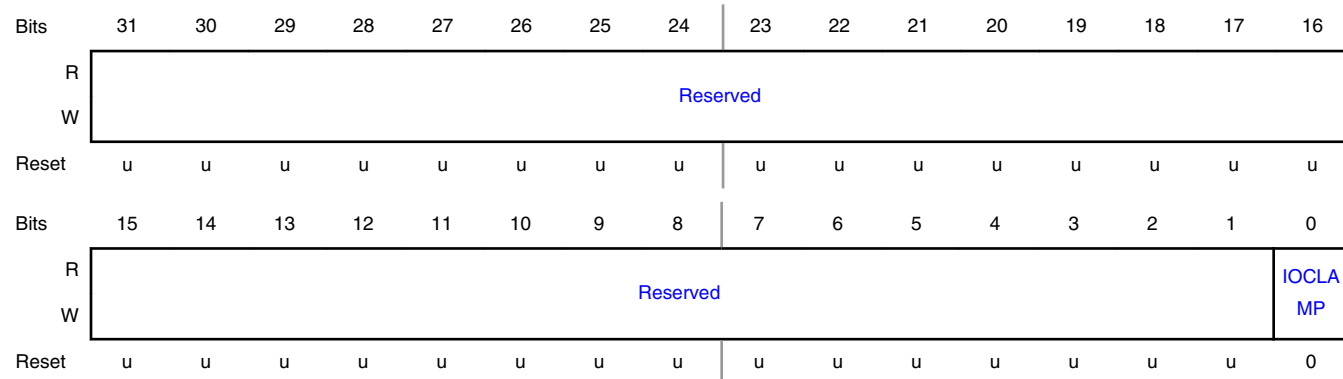 Bits 31 30 29 28 27 26 25 24 23 22 21 20 19 18 17 16
R
Reserved
W
Reset u u u u u u u u u u u u u u u u
Bits 15 14 13 12 11 10 9 8 7 6 5 4 3 2 1 0
R
Reserved
IOCLA
MP
W
Reset u u u u u u u u u u u u u u u 0